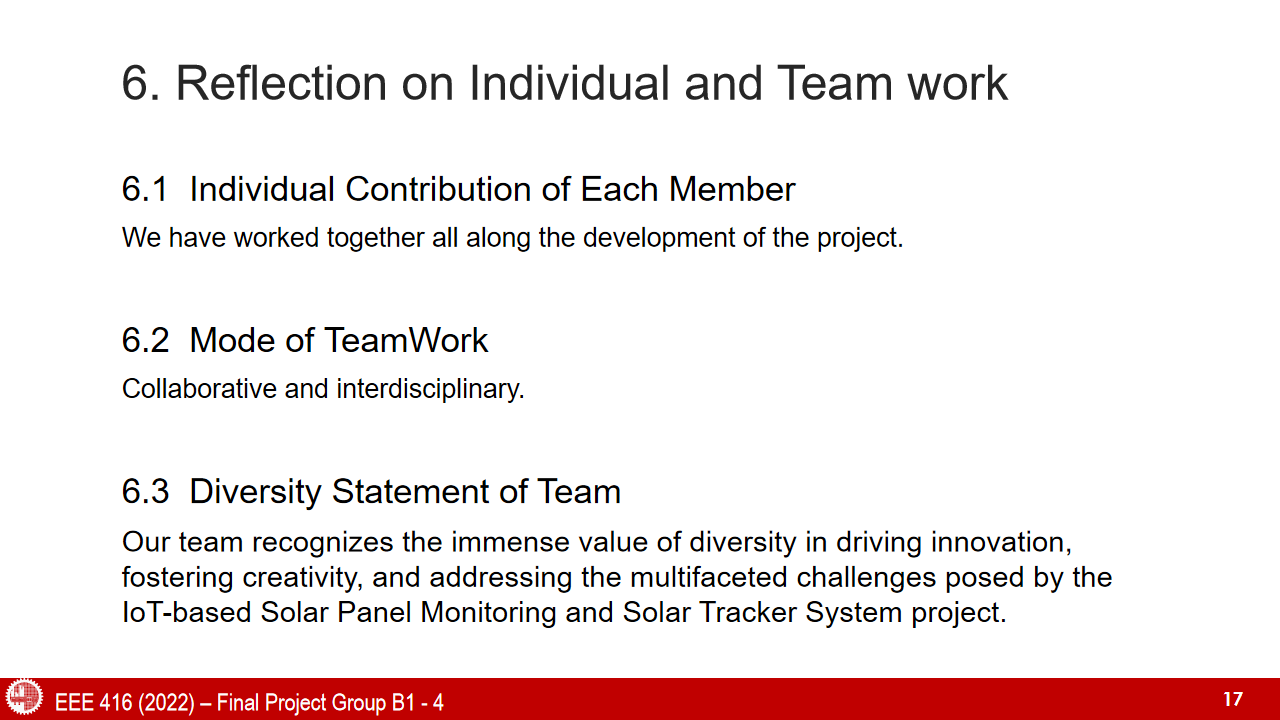 6. Reflection on Individual and Team work
6.1 Individual Contribution of Each Member
We have worked together all along the development of the project.
6.2 Mode of TeamWork
Collaborative and interdisciplinary.
6.3 Diversity Statement of Team
Our team recognizes the immense value of diversity in driving innovation,
fostering creativity, and addressing the multifaceted challenges posed by the
IoT-based Solar Panel Monitoring and Solar Tracker System project.
EEE 416 (2022) – Final Project Group B1 - 4
17